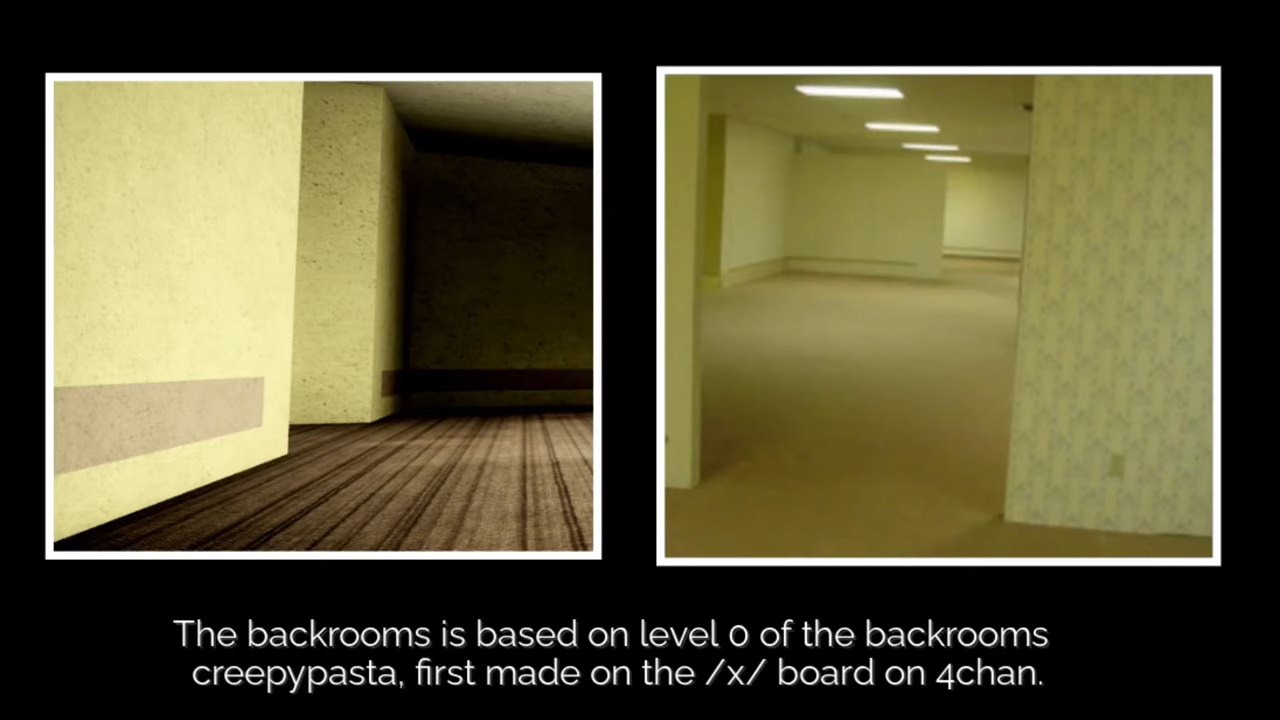 The backrooms is based on level 0 of the backrooms
creepypasta, first made on the /x/ board on 4chan.